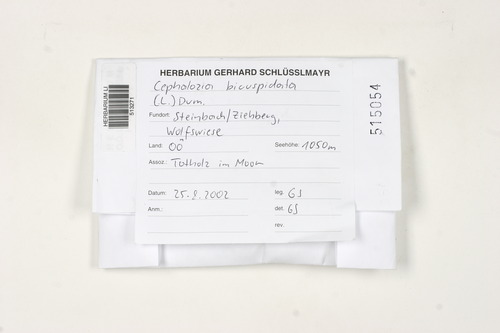 HERBARIUM GERHARD SCHLÜSSLMAYR
Cephalozia bicuspidata
(L.) Dum.
Fundort: Steinbach/Ziehberg,
Wolfswiese
Land: OÖ Seehöhe: 1050m
Assoz.: Totholz im Moor
Datum: 25.8.2002 leg. GS
Anm.: det. GS
rev.
HERBARIUM LI
513271
515054